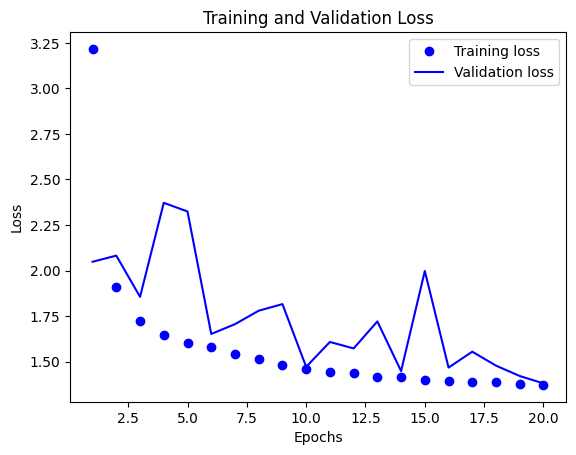 Training and Validation Loss
Training loss
Validation loss
3.25
3.00
2.75
2.50
2.25
2.00
1.75
1.50
Loss
2.5 5.0 7.5 10.0 12.5 15.0 17.5 20.0
Epochs